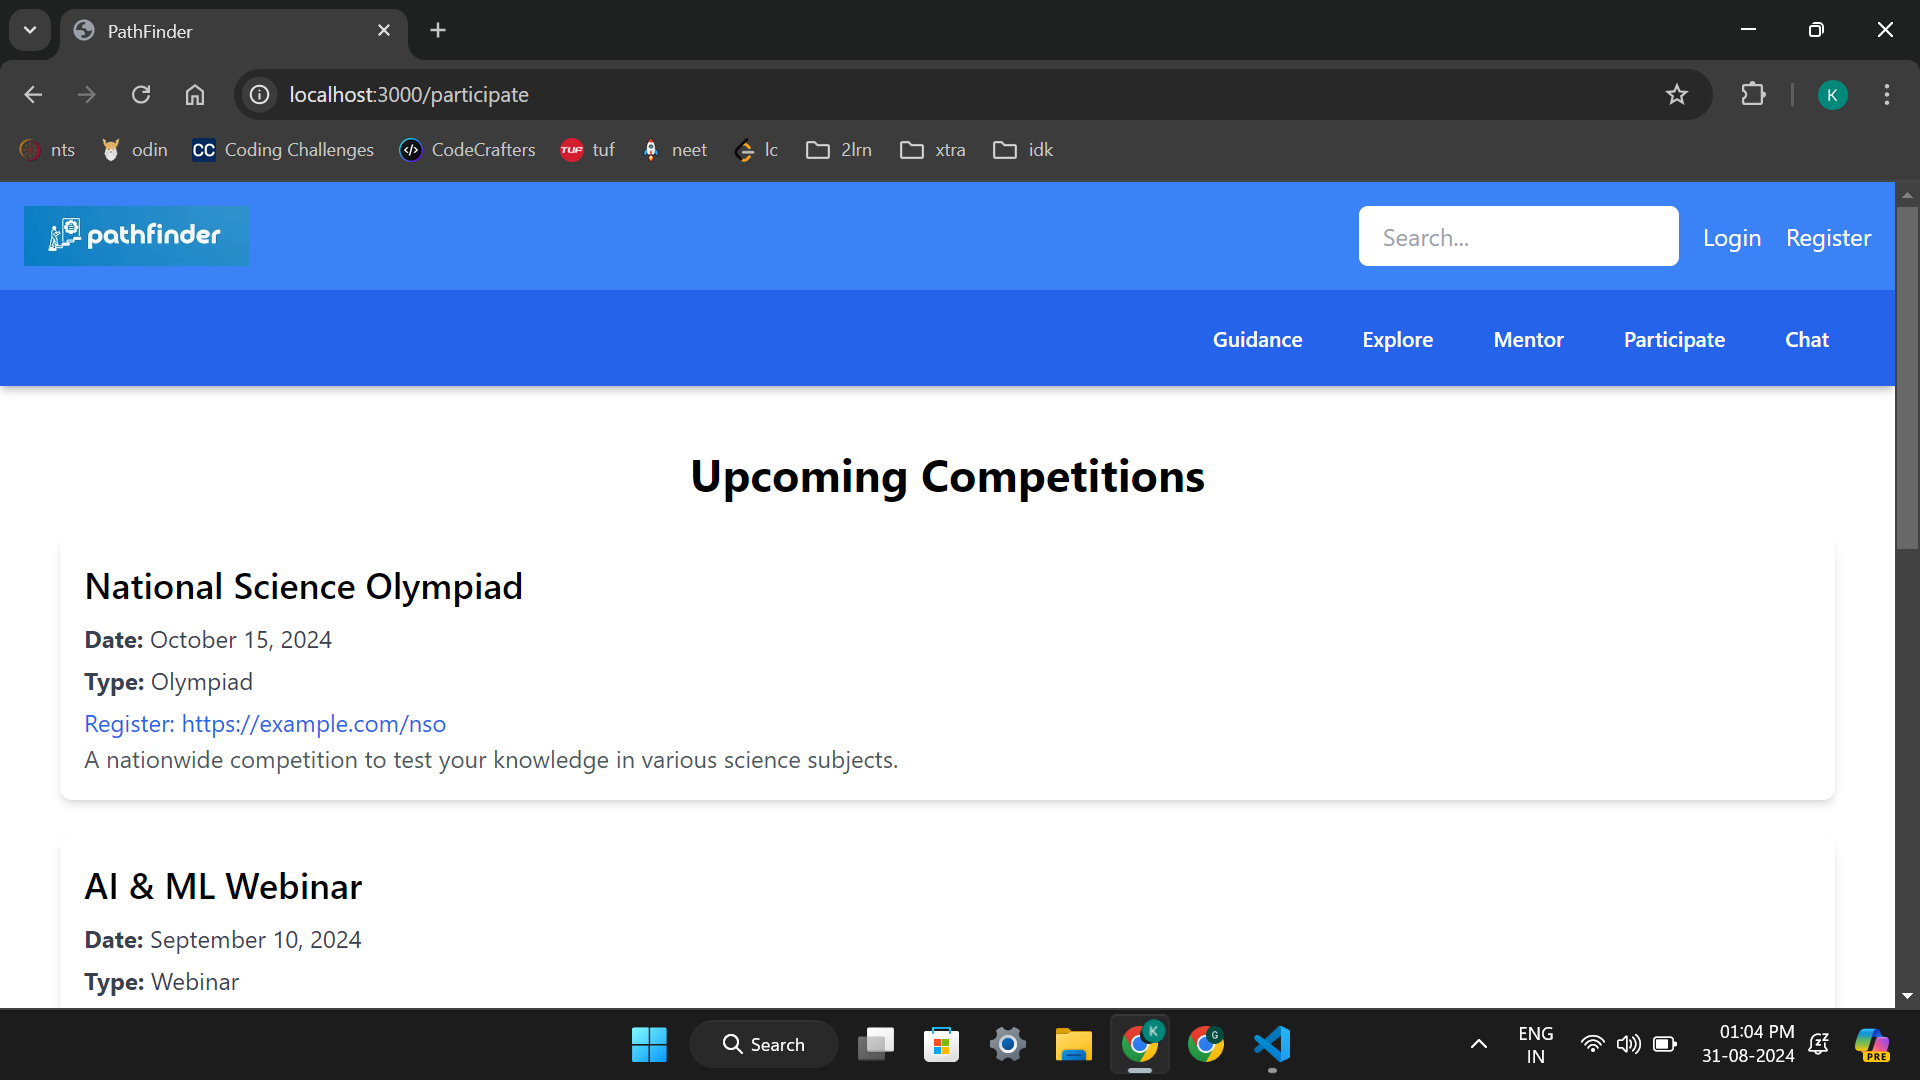 PathFinder
localhost:3000/participate
nts odin CC Coding Challenges CodeCrafters TUF tuf neet lc 2lrn xtra idk
K
pathfinder
Search...
Login
Register
Guidance Explore Mentor Participate Chat
Upcoming Competitions
National Science Olympiad
Date: October 15, 2024
Type: Olympiad
Register: https://example.com/nso
A nationwide competition to test your knowledge in various science subjects.
AI & ML Webinar
Date: September 10, 2024
Type: Webinar
Search
K
G
ENG
IN
01:04 PM
31-08-2024
PRE